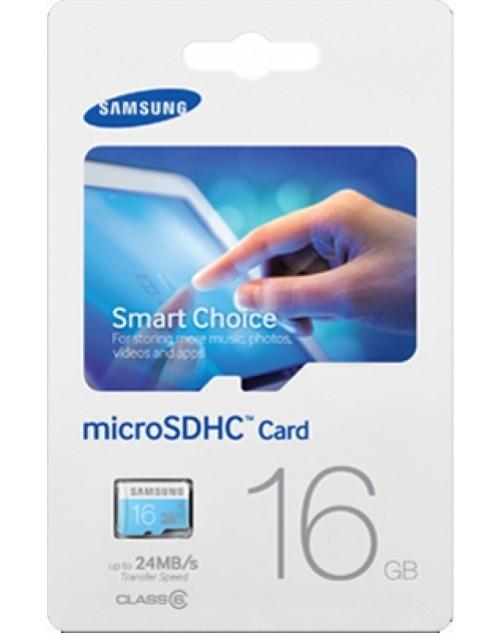 SAMSUNG
Smart Choice
For storing more music, photos,
videos and apps
microSDHC™ Card
SAMSUNG
16
16 GB
up to 24MB/s
Transfer Speed
CLASS 6